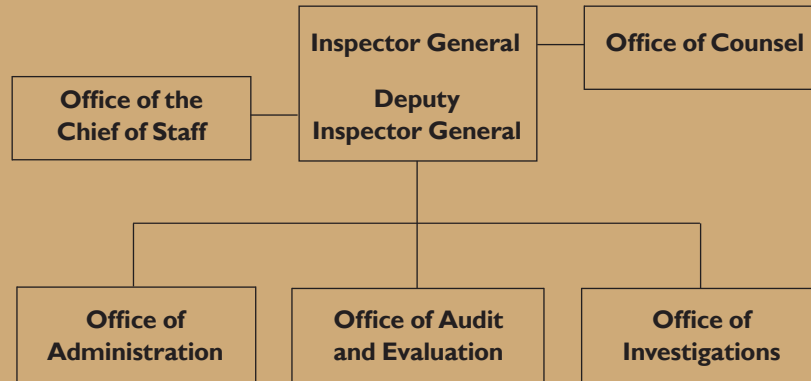 Inspector General
Deputy
Inspector General
Office of Counsel
Office of the
Chief of Staff
Office of
Administration
Office of Audit
and Evaluation
Office of
Investigations